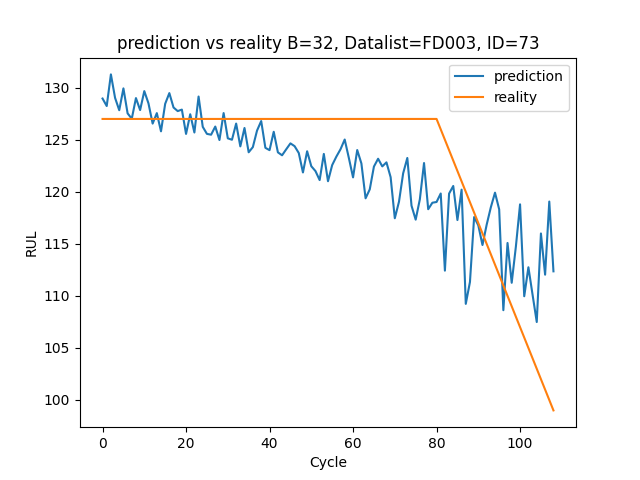 prediction vs reality B=32, Datalist=FD003, ID=73
prediction
reality
RUL
130
125
120
115
110
105
100
0 20 40 60 80 100
Cycle